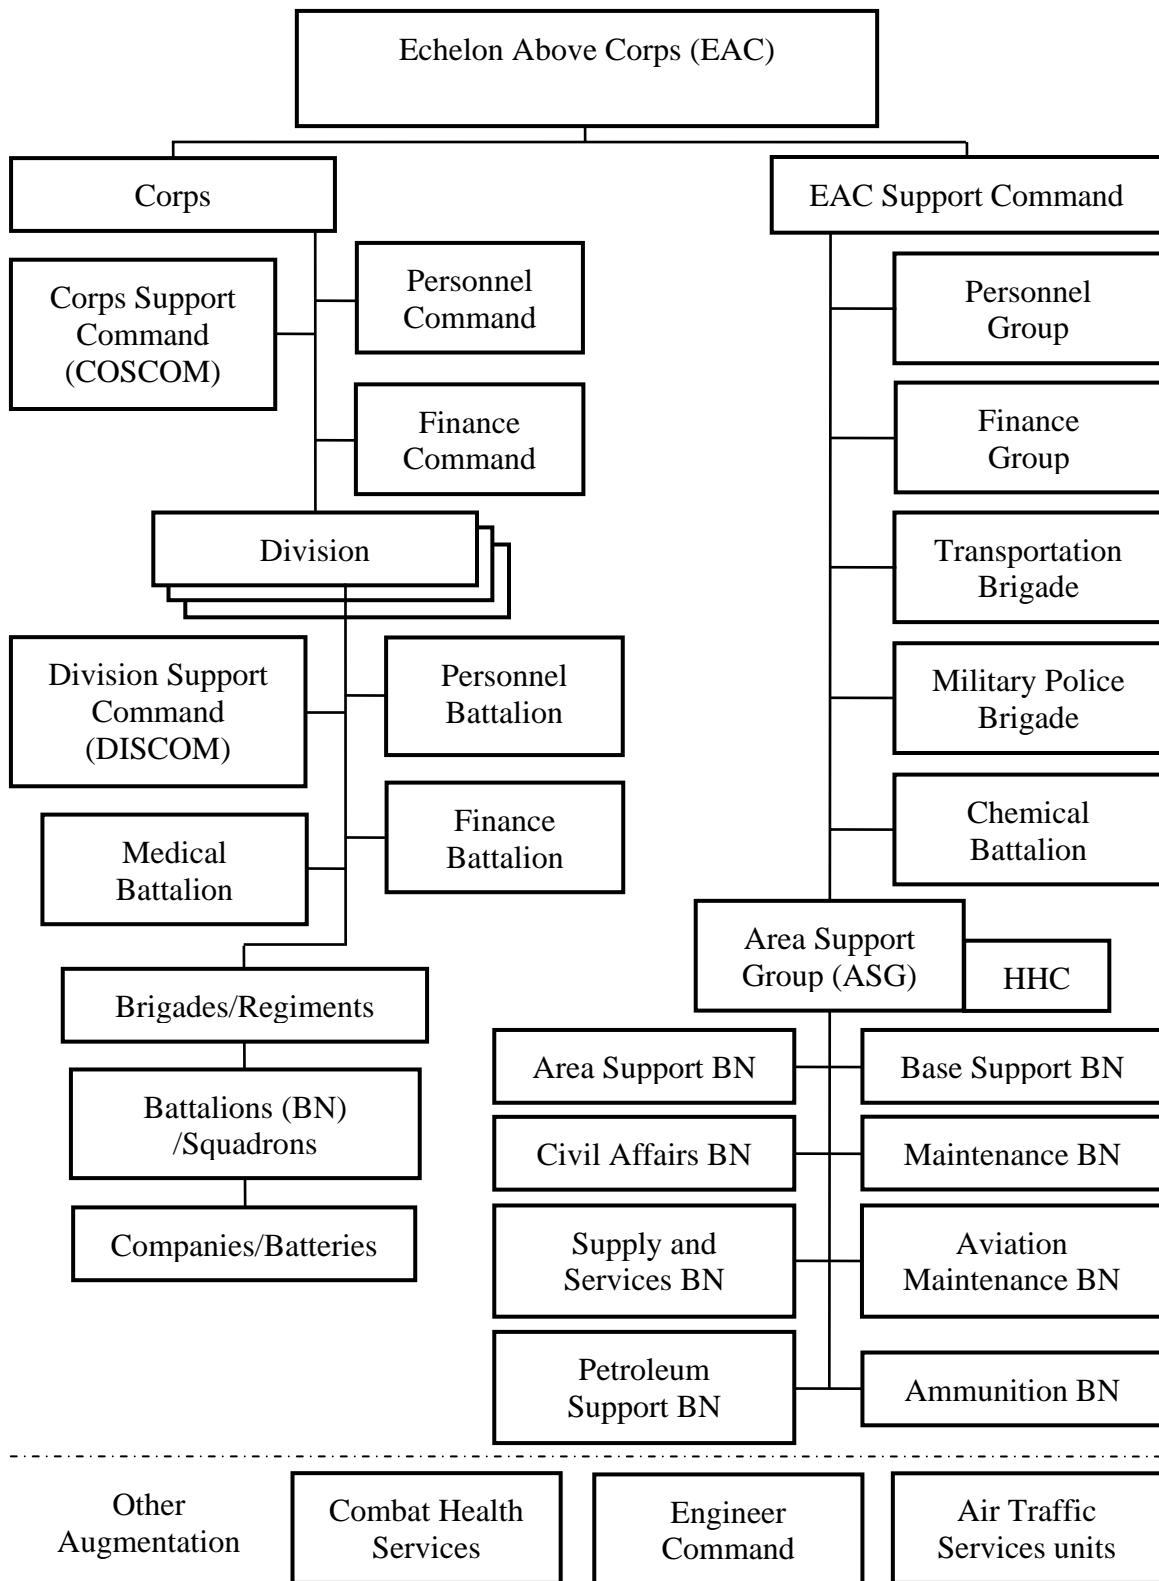 Echelon Above Corps (EAC)
Corps
EAC Support Command
Corps Support
Command
(COSCOM)
Personnel
Command
Finance
Command
Personnel
Group
Finance
Group
Division
Transportation
Brigade
Division Support
Command
(DISCOM)
Personnel
Battalion
Military Police
Brigade
Medical
Battalion
Finance
Battalion
Chemical
Battalion
Area Support
Group (ASG)
HHC
Brigades/Regiments
Battalions (BN)
/Squadrons
Companies/Batteries
Area Support BN
Base Support BN
Civil Affairs BN
Maintenance BN
Supply and
Services BN
Aviation
Maintenance BN
Petroleum
Support BN
Ammunition BN
Other
Augmentation
Combat Health
Services
Engineer
Command
Air Traffic
Services units